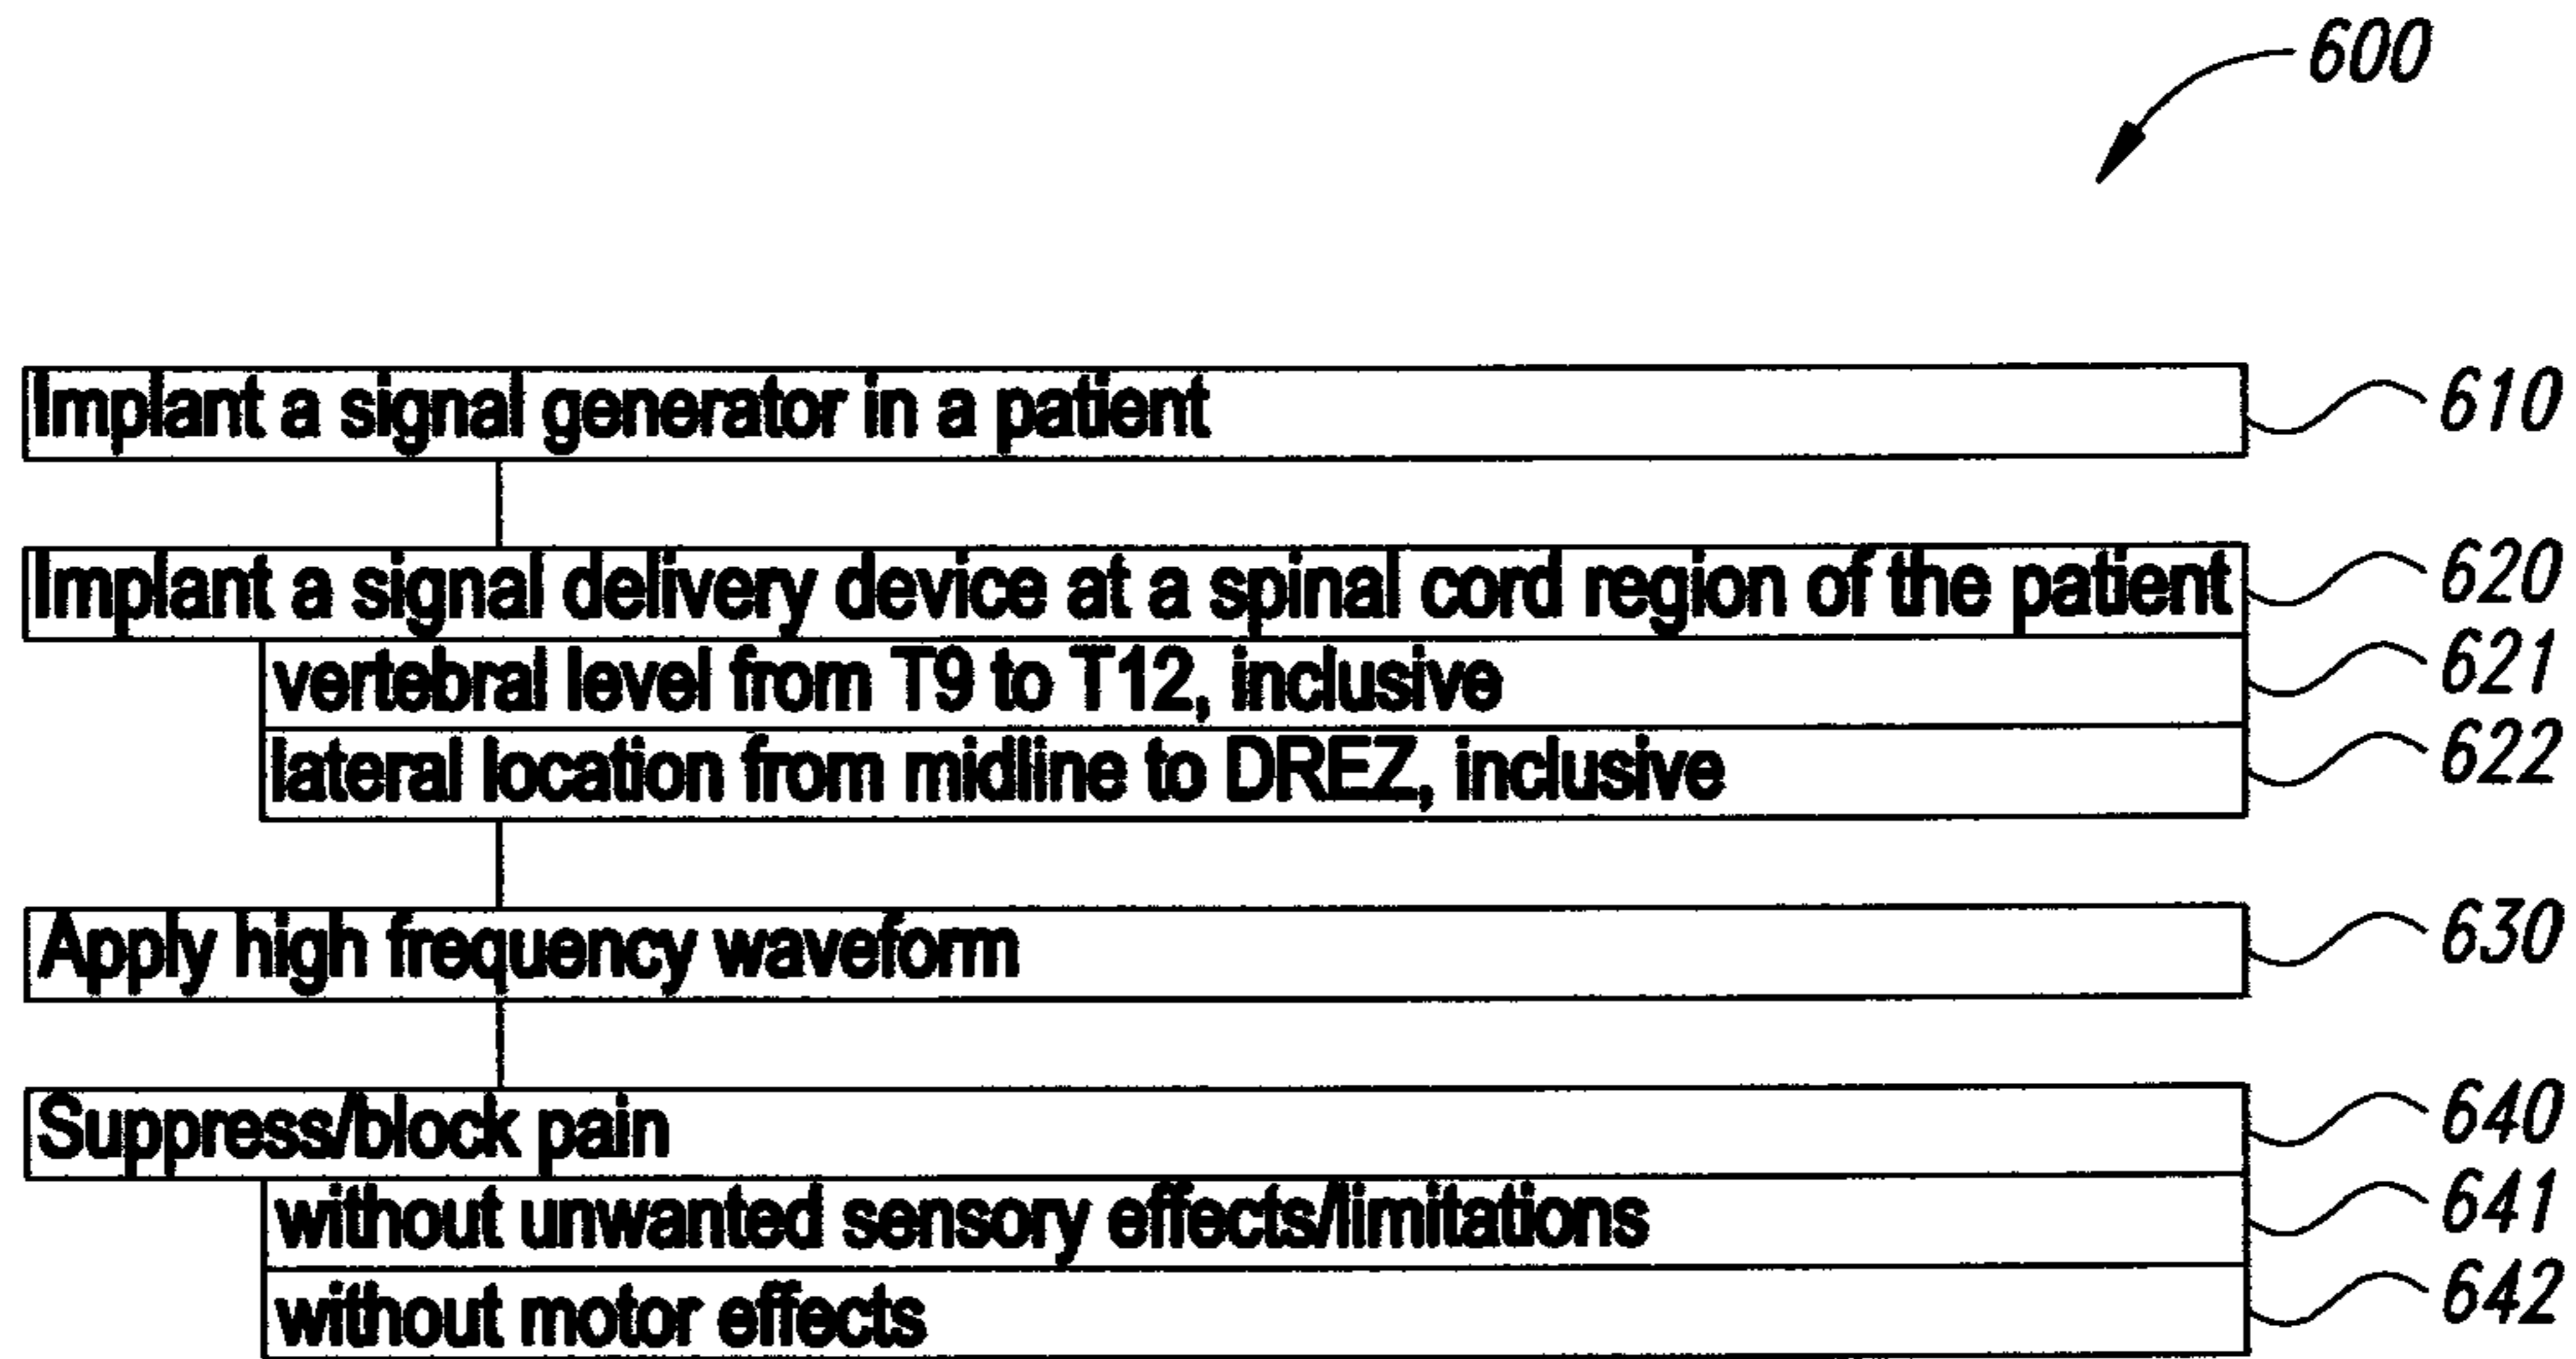 600
Implant a signal generator in a patient 610
Implant a signal delivery device at a spinal cord region of the patient 620
vertebral level from T9 to T12, inclusive 621
lateral location from midline to DREZ, inclusive 622
Apply high frequency waveform 630
Suppress/block pain 640
without unwanted sensory effects/limitations 641
without motor effects 642